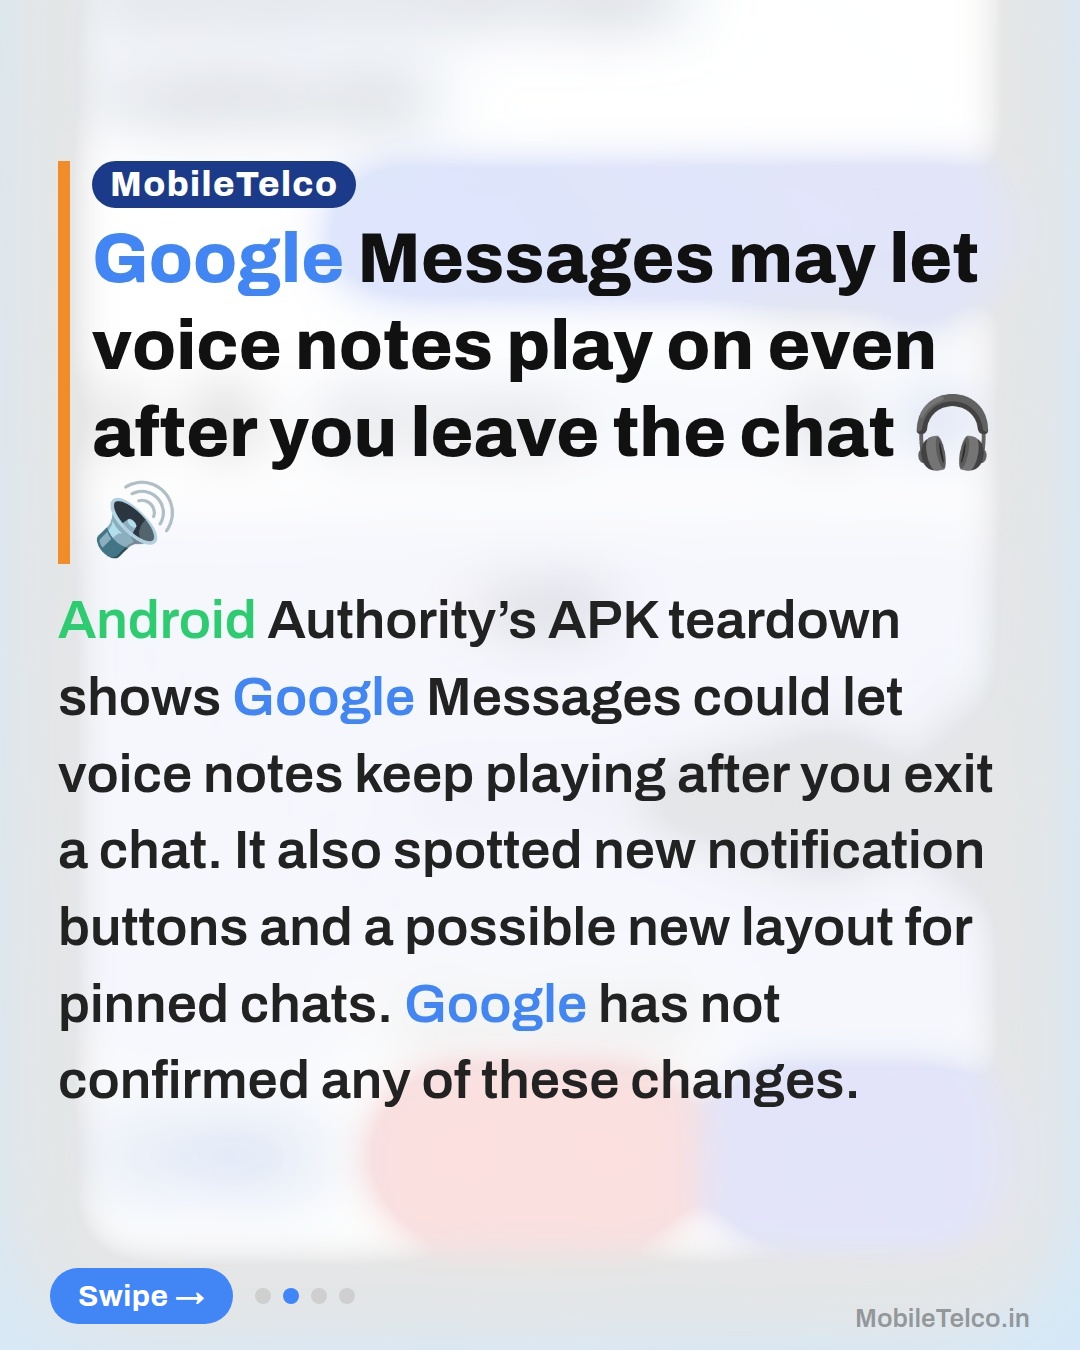 MobileTelco
Google Messages may let
voice notes play on even
after you leave the chat 🎧
🔊
Android Authority’s APK teardown
shows Google Messages could let
voice notes keep playing after you exit
a chat. It also spotted new notification
buttons and a possible new layout for
pinned chats. Google has not
confirmed any of these changes.
Swipe →
MobileTelco.in